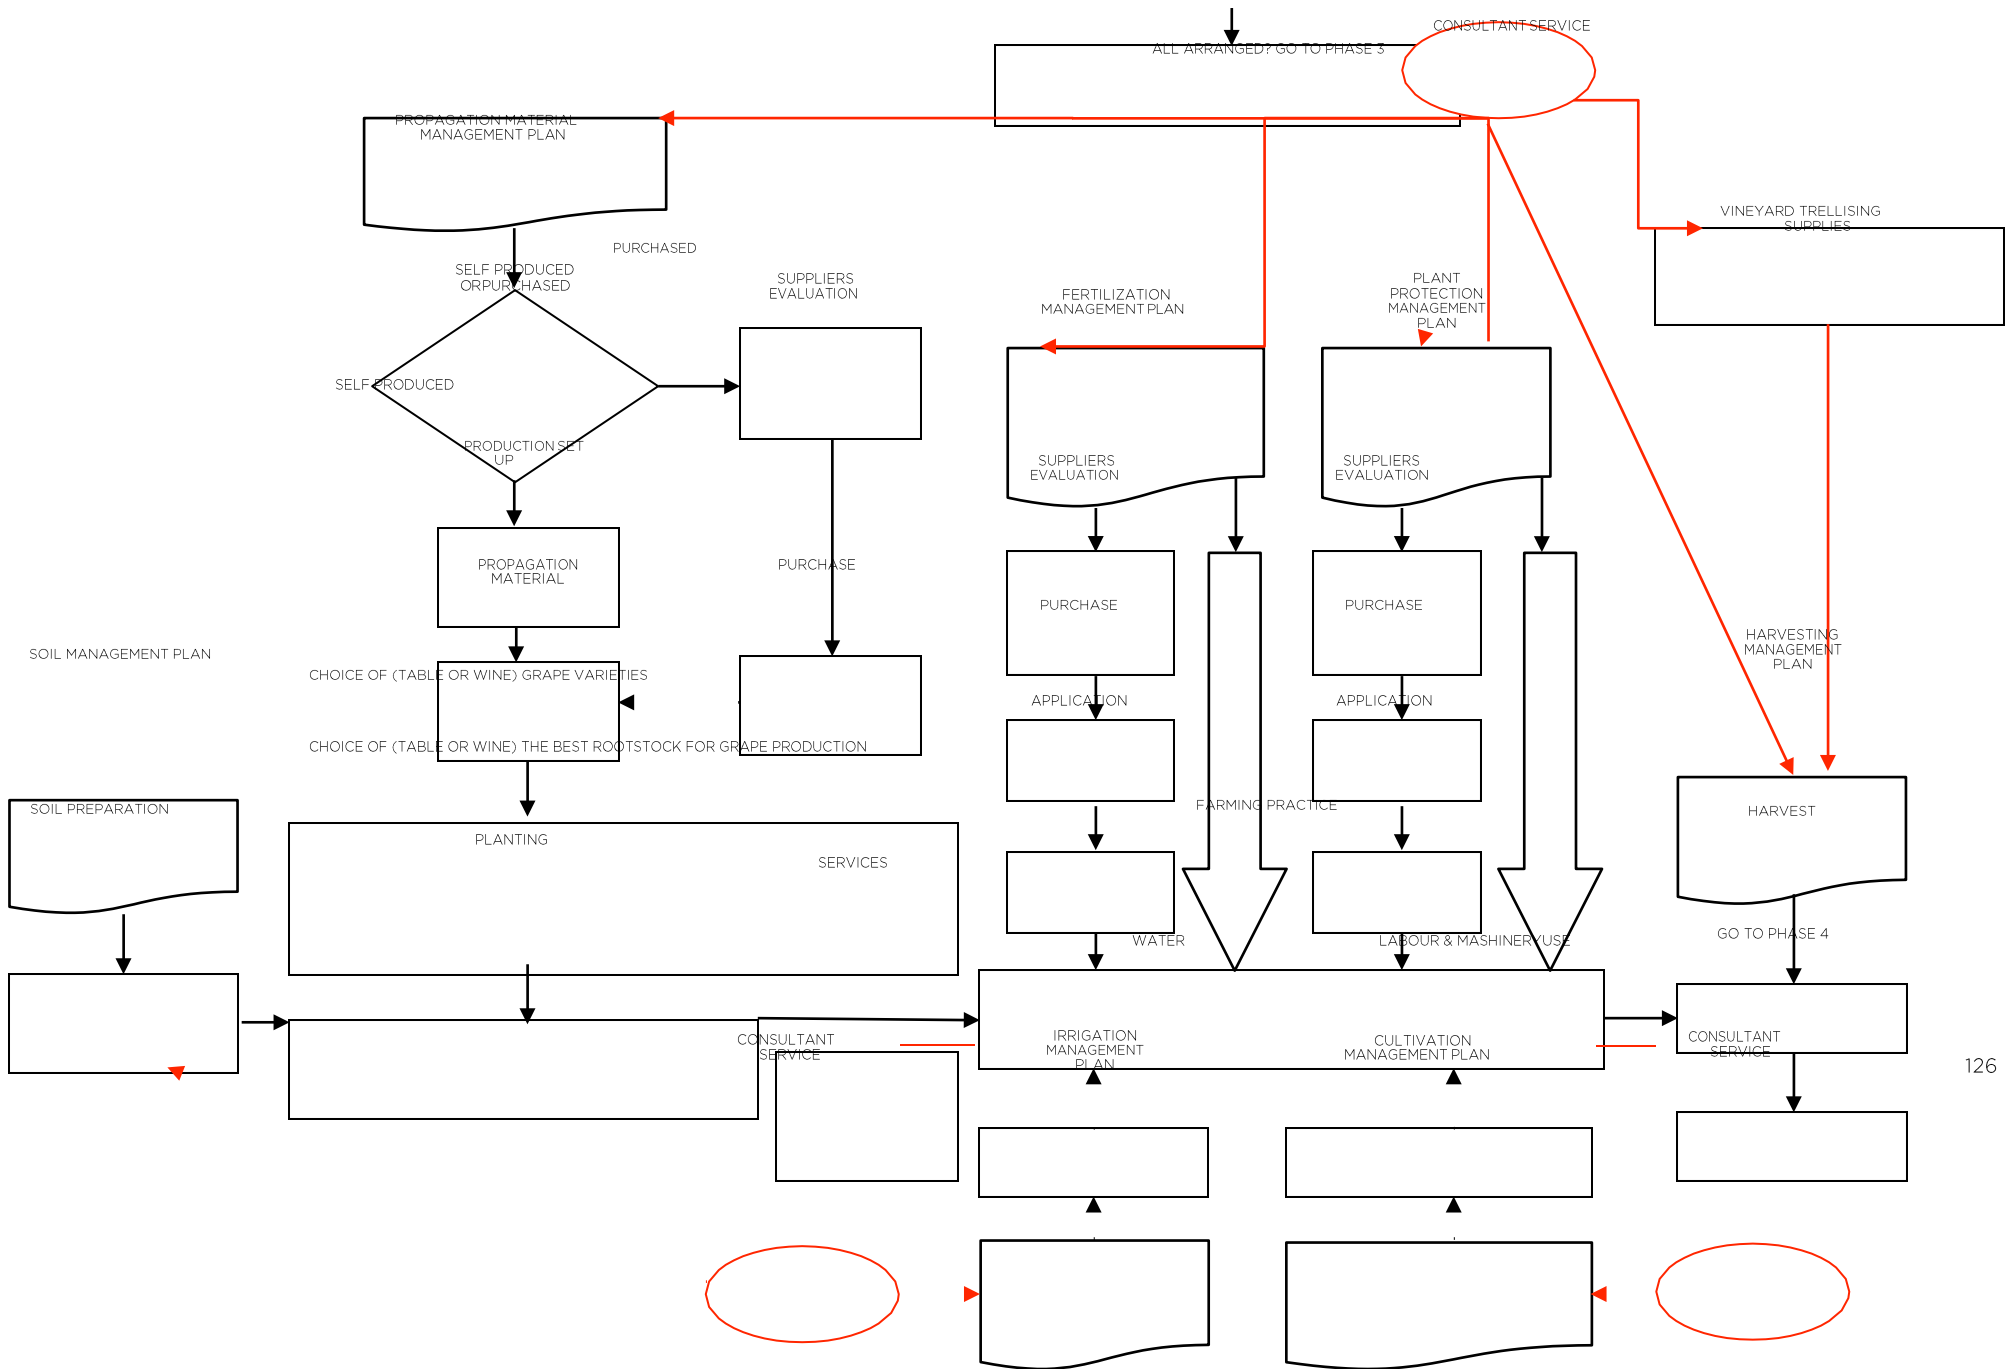 CONSULTANT SERVICE
ALL ARRANGED? GO TO PHASE 3
PROPAGATION MATERIAL
MANAGEMENT PLAN
VINEYARD TRELLISING
SUPPLIES
PURCHASED
SELF PRODUCED
ORPURCHASED
SUPPLIERS
EVALUATION
FERTILIZATION
MANAGEMENT PLAN
PLANT
PROTECTION
MANAGEMENT
PLAN
SELF PRODUCED
PRODUCTION SET
UP
SUPPLIERS
EVALUATION
SUPPLIERS
EVALUATION
PROPAGATION
MATERIAL
PURCHASE
PURCHASE
PURCHASE
HARVESTING
MANAGEMENT
PLAN
SOIL MANAGEMENT PLAN
CHOICE OF (TABLE OR WINE) GRAPE VARIETIES
APPLICATION
APPLICATION
CHOICE OF (TABLE OR WINE) THE BEST ROOTSTOCK FOR GRAPE PRODUCTION
SOIL PREPARATION
FARMING PRACTICE
HARVEST
PLANTING
SERVICES
WATER
LABOUR & MASHINERY USE
GO TO PHASE 4
CONSULTANT
SERVICE
IRRIGATION
MANAGEMENT
PLAN
CULTIVATION
MANAGEMENT PLAN
CONSULTANT
SERVICE
126